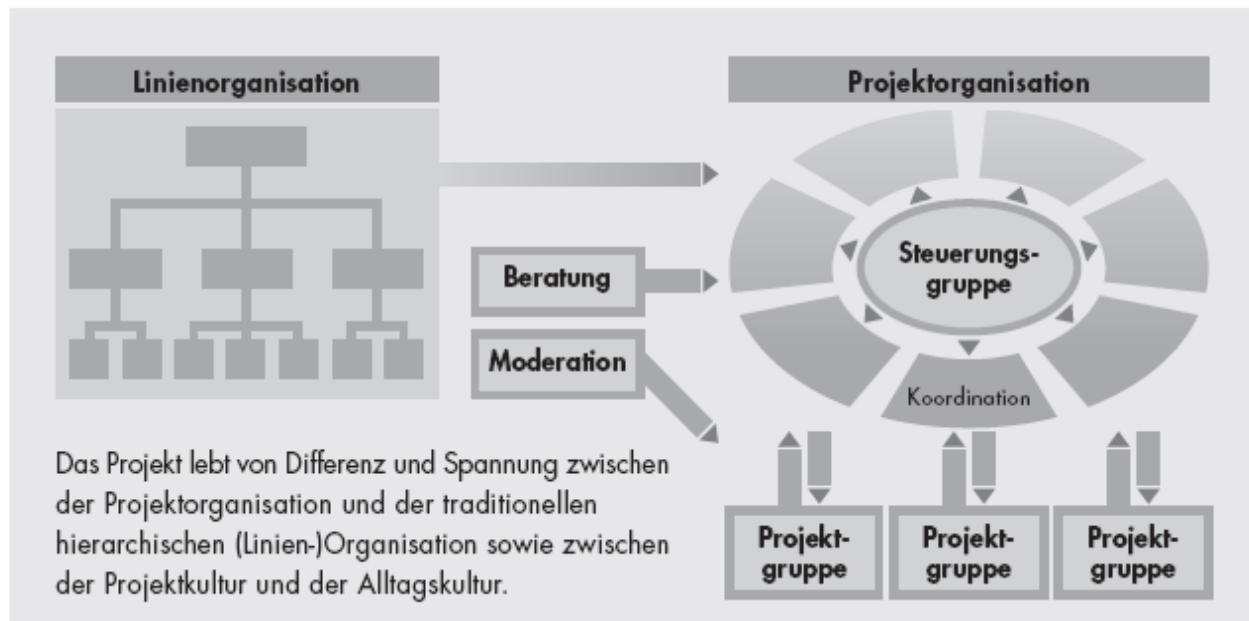 Linienorganisation
Projektorganisation
Beratung
Moderation
Steuerungs-
gruppe
Koordination
Das Projekt lebt von Differenz und Spannung zwischen
der Projektorganisation und der traditionellen
hierarchischen (Linien-)Organisation sowie zwischen
der Projektkultur und der Alltagskultur.
Projekt-
gruppe
Projekt-
gruppe
Projekt-
gruppe